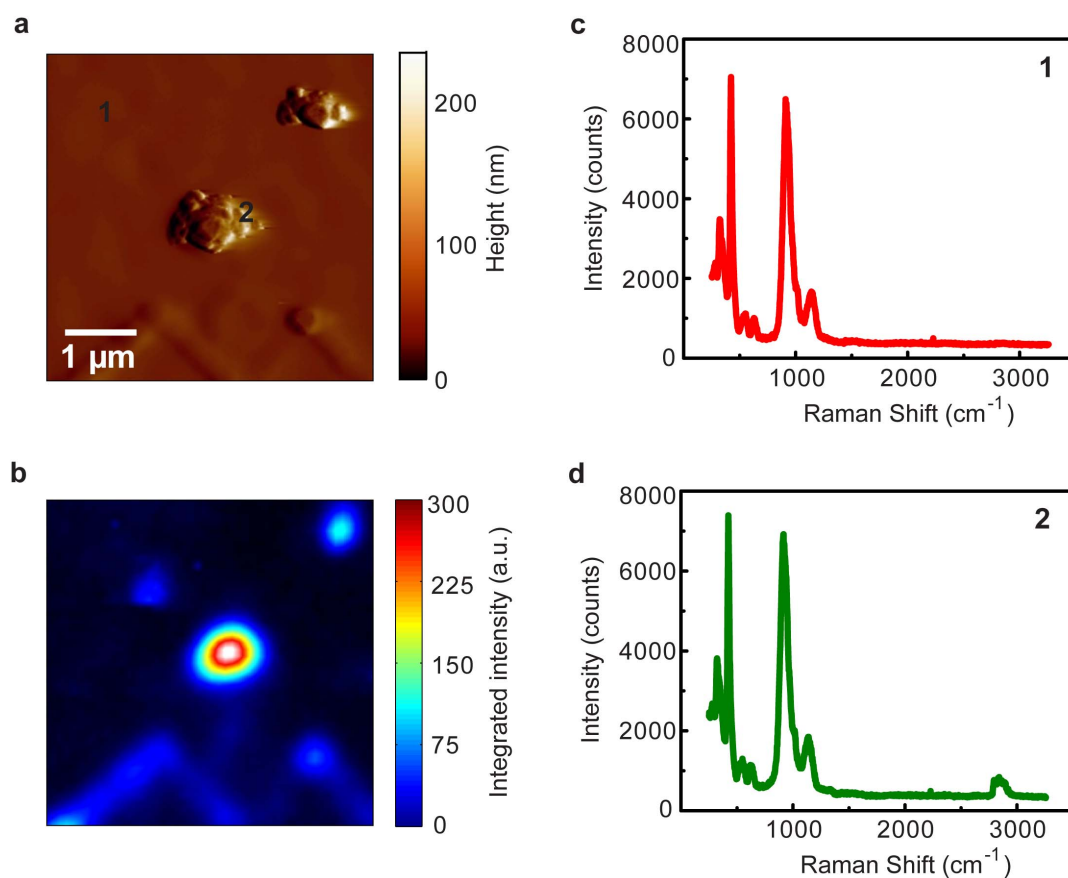 a
1
2
1 μm
200
100
0
Height (nm)
b
300
225
150
75
0
Integrated intensity (a.u.)
c
1
8000
6000
4000
2000
0
Intensity (counts)
1000
2000
3000
Raman Shift (cm⁻¹)
d
2
8000
6000
4000
2000
0
Intensity (counts)
1000
2000
3000
Raman Shift (cm⁻¹)